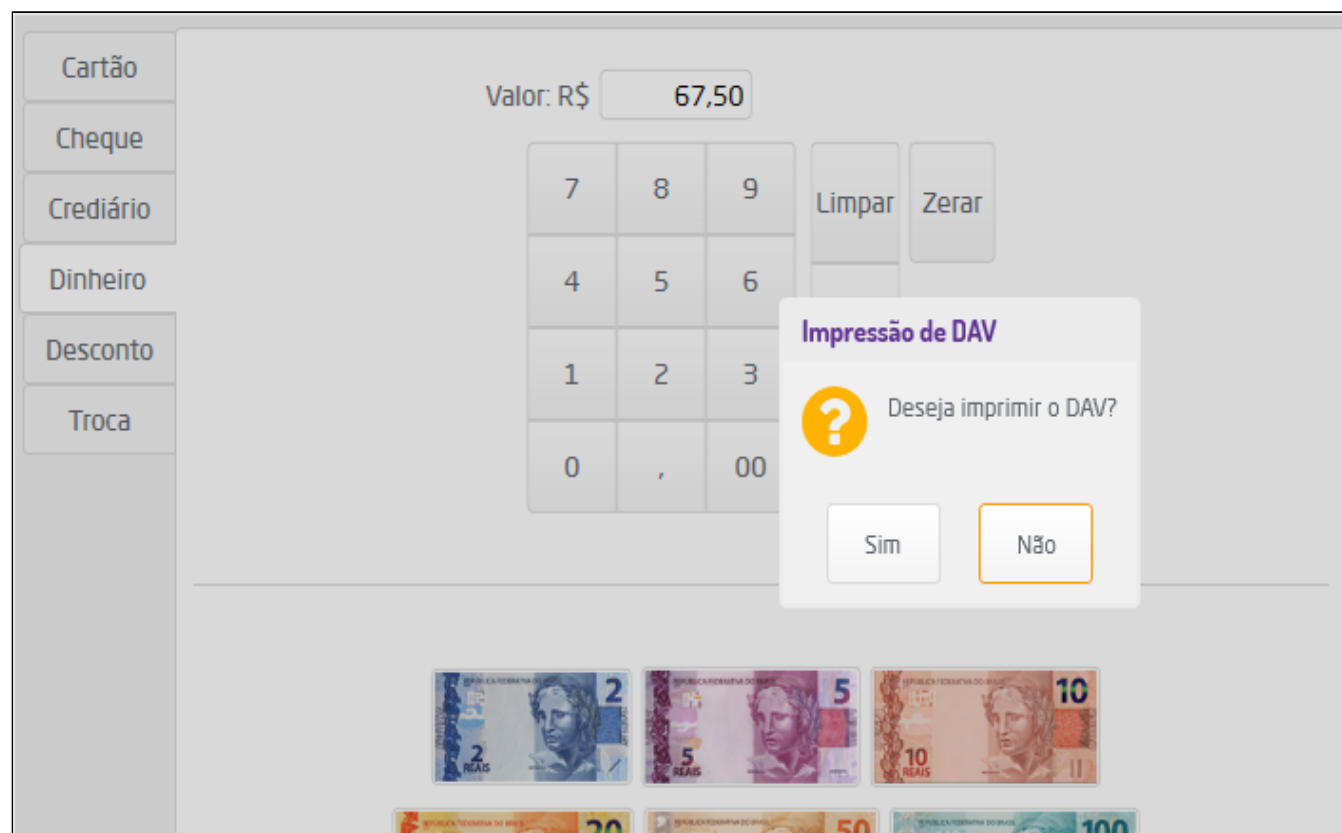 Cartão
Cheque
Crediário
Dinheiro
Desconto
Troca
Valor: R$ 67,50
7 8 9 Limpar Zerar
4 5 6
1 2 3
0 , 00
Impressão de DAV
Deseja imprimir o DAV?
Sim Não
2 5 10
2 REAIS 5 REAIS 10 REAIS
20 50 100